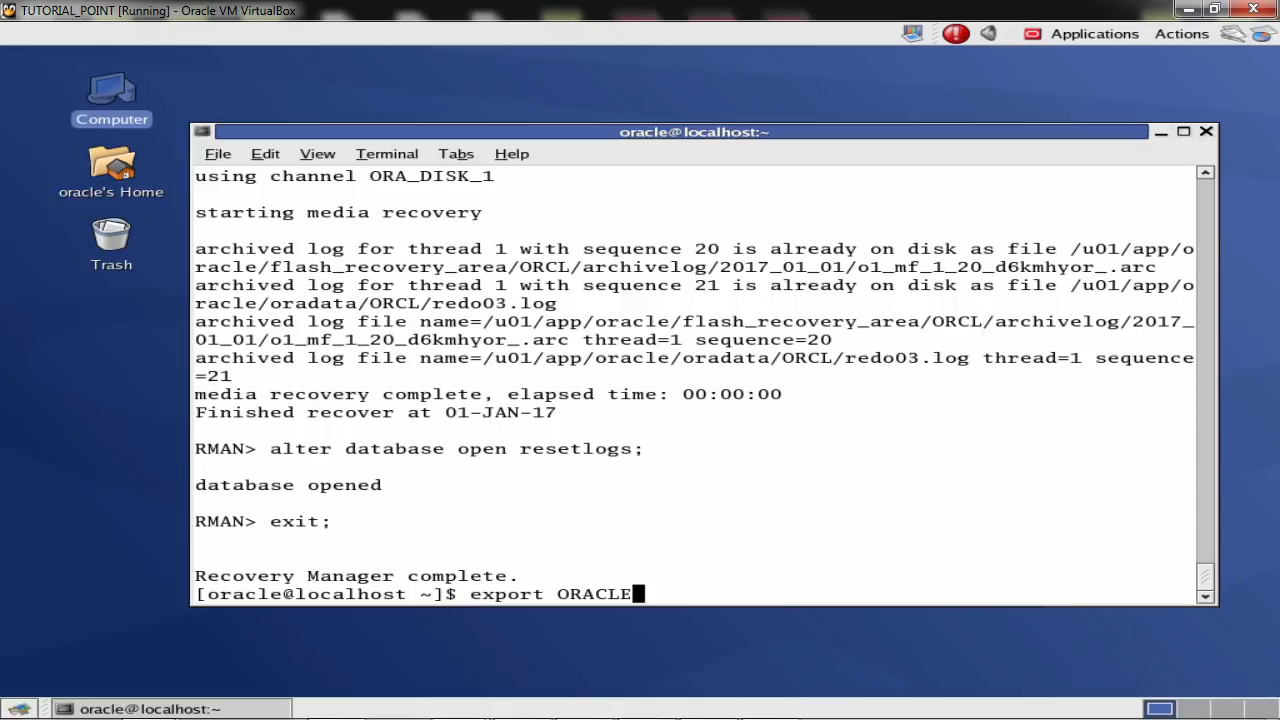 TUTORIAL_POINT [Running] - Oracle VM VirtualBox
Applications Actions
Computer
oracle's Home
Trash
oracle@localhost:~
File Edit View Terminal Tabs Help
using channel ORA_DISK_1
starting media recovery
archived log for thread 1 with sequence 20 is already on disk as file /u01/app/o
racle/flash_recovery_area/ORCL/archivelog/2017_01_01/o1_mf_1_20_d6kmhyor_.arc
archived log for thread 1 with sequence 21 is already on disk as file /u01/app/o
racle/oradata/ORCL/redo03.log
archived log file name=/u01/app/oracle/flash_recovery_area/ORCL/archivelog/2017_
01_01/o1_mf_1_20_d6kmhyor_.arc thread=1 sequence=20
archived log file name=/u01/app/oracle/oradata/ORCL/redo03.log thread=1 sequence
=21
media recovery complete, elapsed time: 00:00:00
Finished recover at 01-JAN-17
RMAN> alter database open resetlogs;
database opened
RMAN> exit;
Recovery Manager complete.
[oracle@localhost ~]$ export ORACLE
oracle@localhost:~